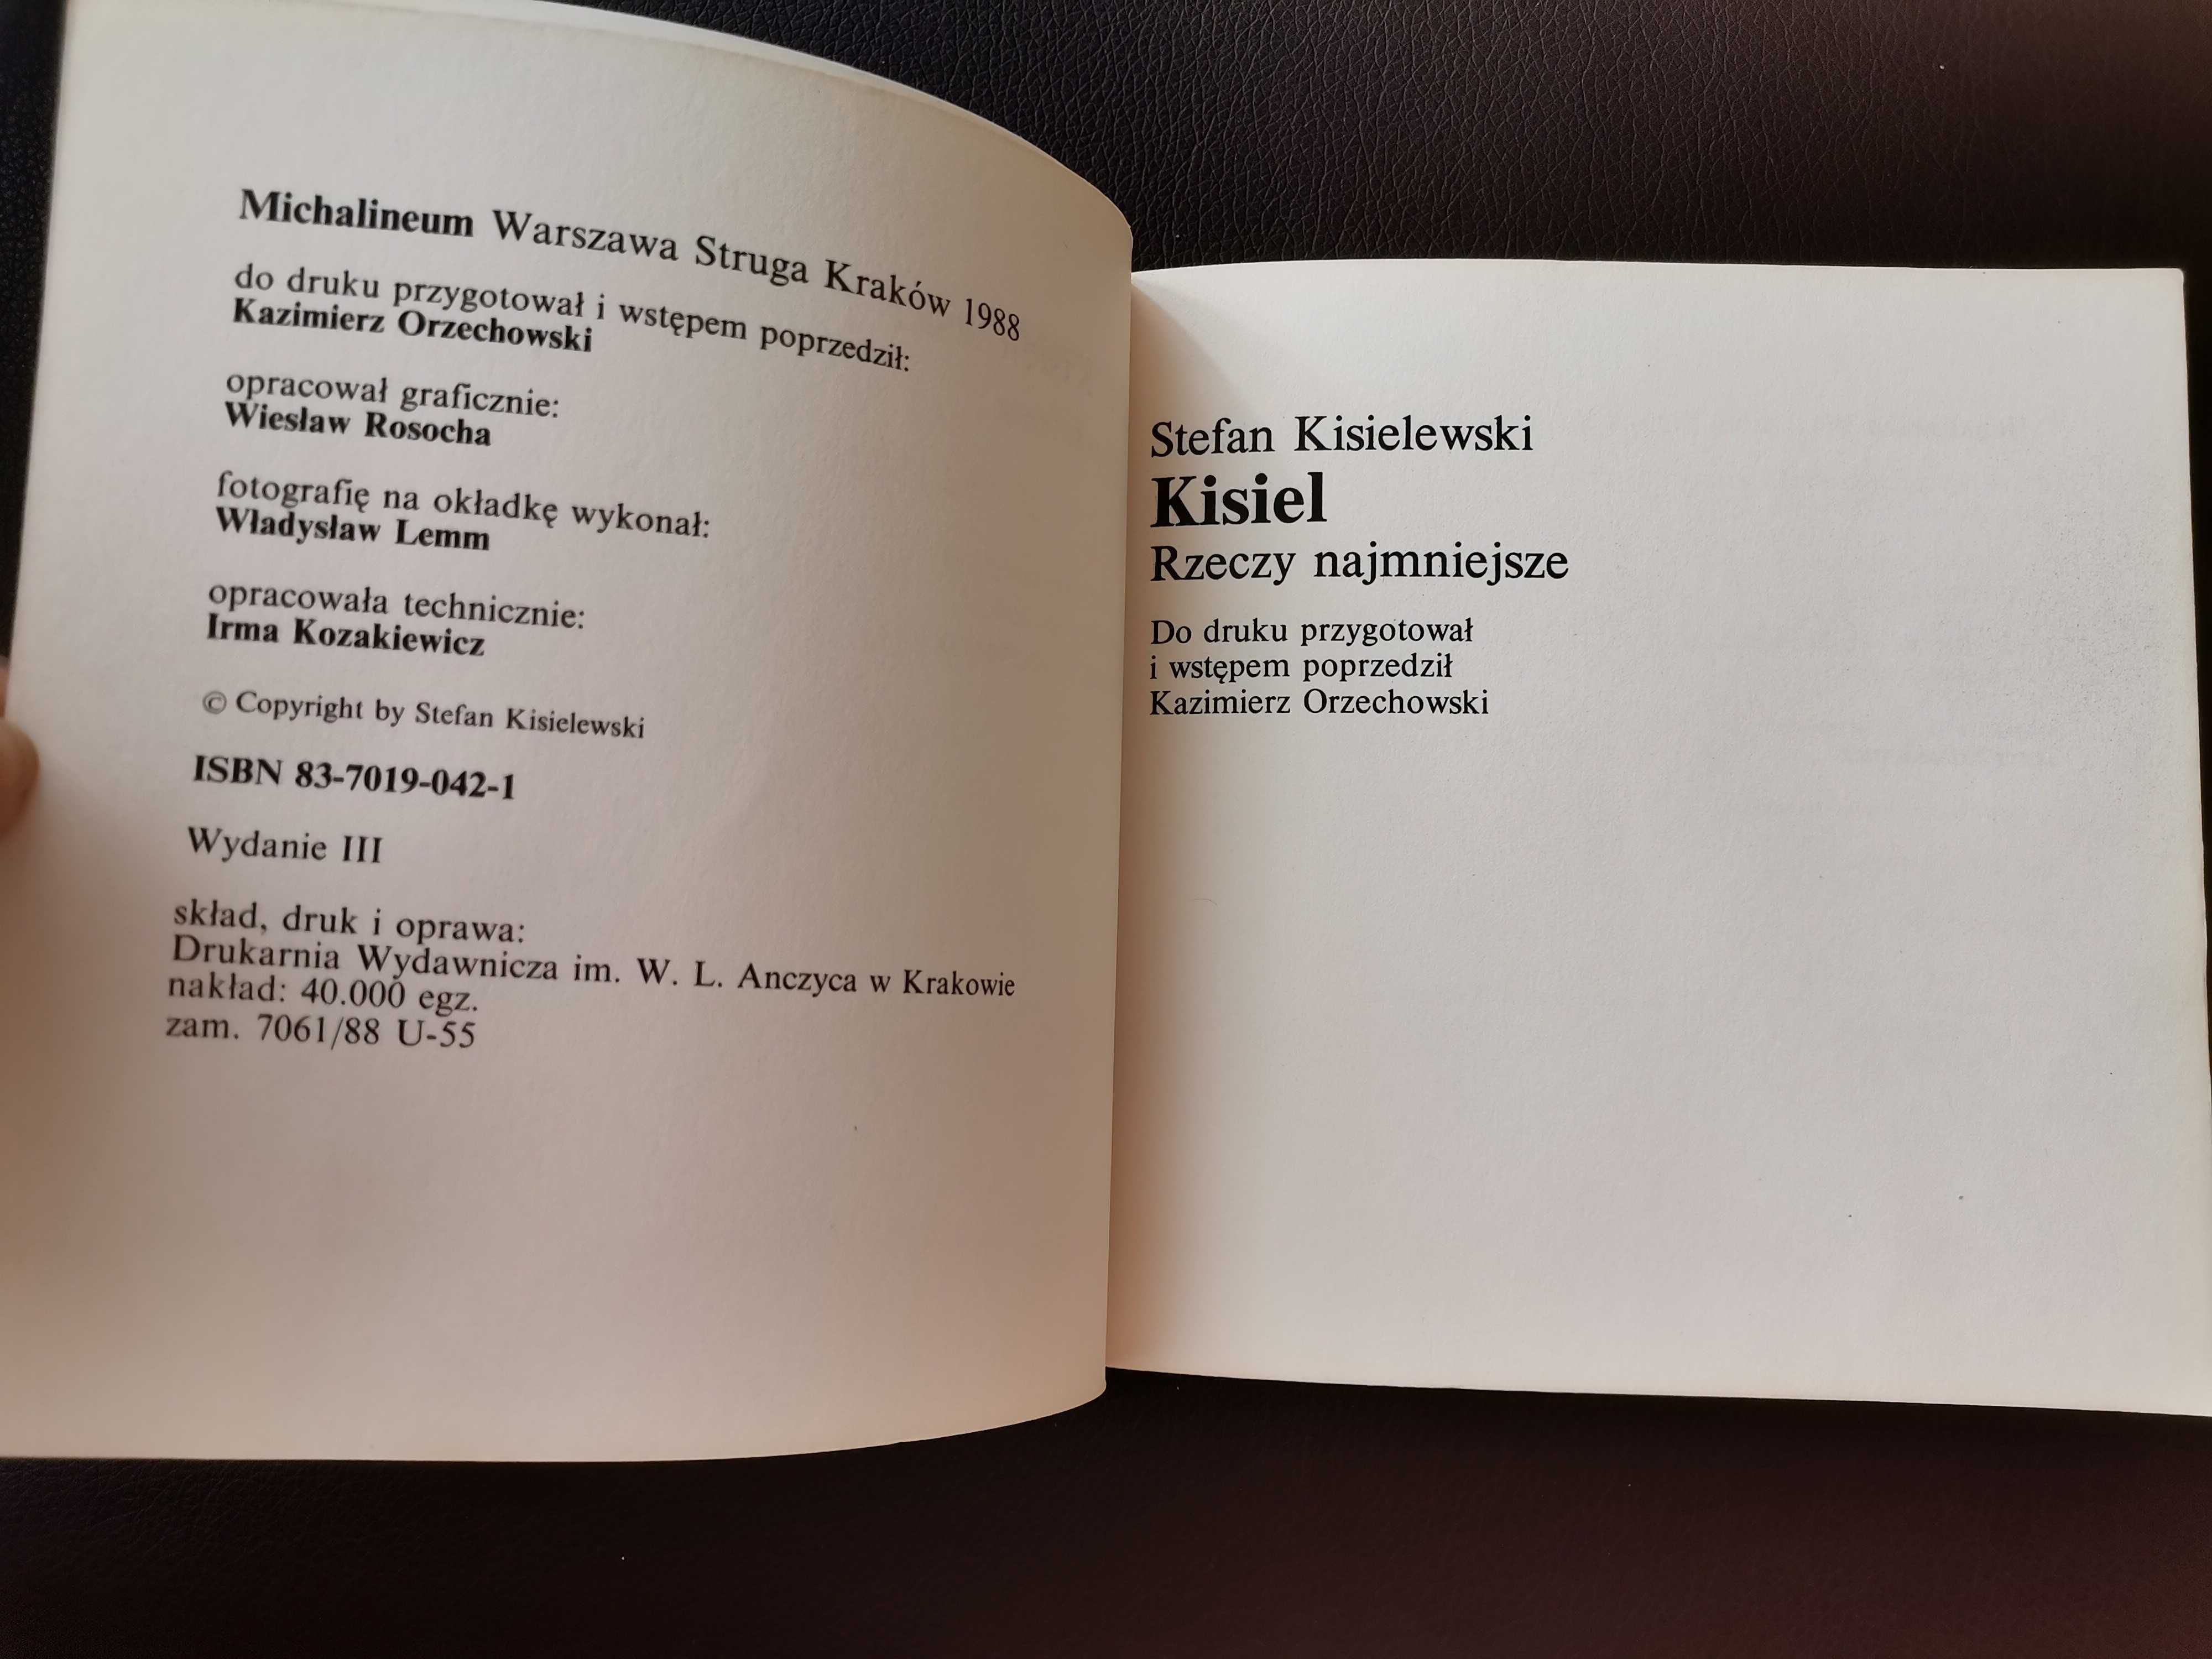 Michalineum Warszawa Struga Kraków 1988
do druku przygotował i wstępem poprzedził:
Kazimierz Orzechowski
opracował graficznie:
Wiesław Rosocha
fotografię na okładkę wykonał:
Władysław Lemm
opracowała technicznie:
Irma Kozakiewicz
© Copyright by Stefan Kisielewski
ISBN 83-7019-042-1
Wydanie III
skład, druk i oprawa:
Drukarnia Wydawnicza im. W. L. Anczyca w Krakowie
nakład: 40.000 egz.
zam. 7061/88 U-55
Stefan Kisielewski
Kisiel
Rzeczy najmniejsze
Do druku przygotował
i wstępem poprzedził
Kazimierz Orzechowski